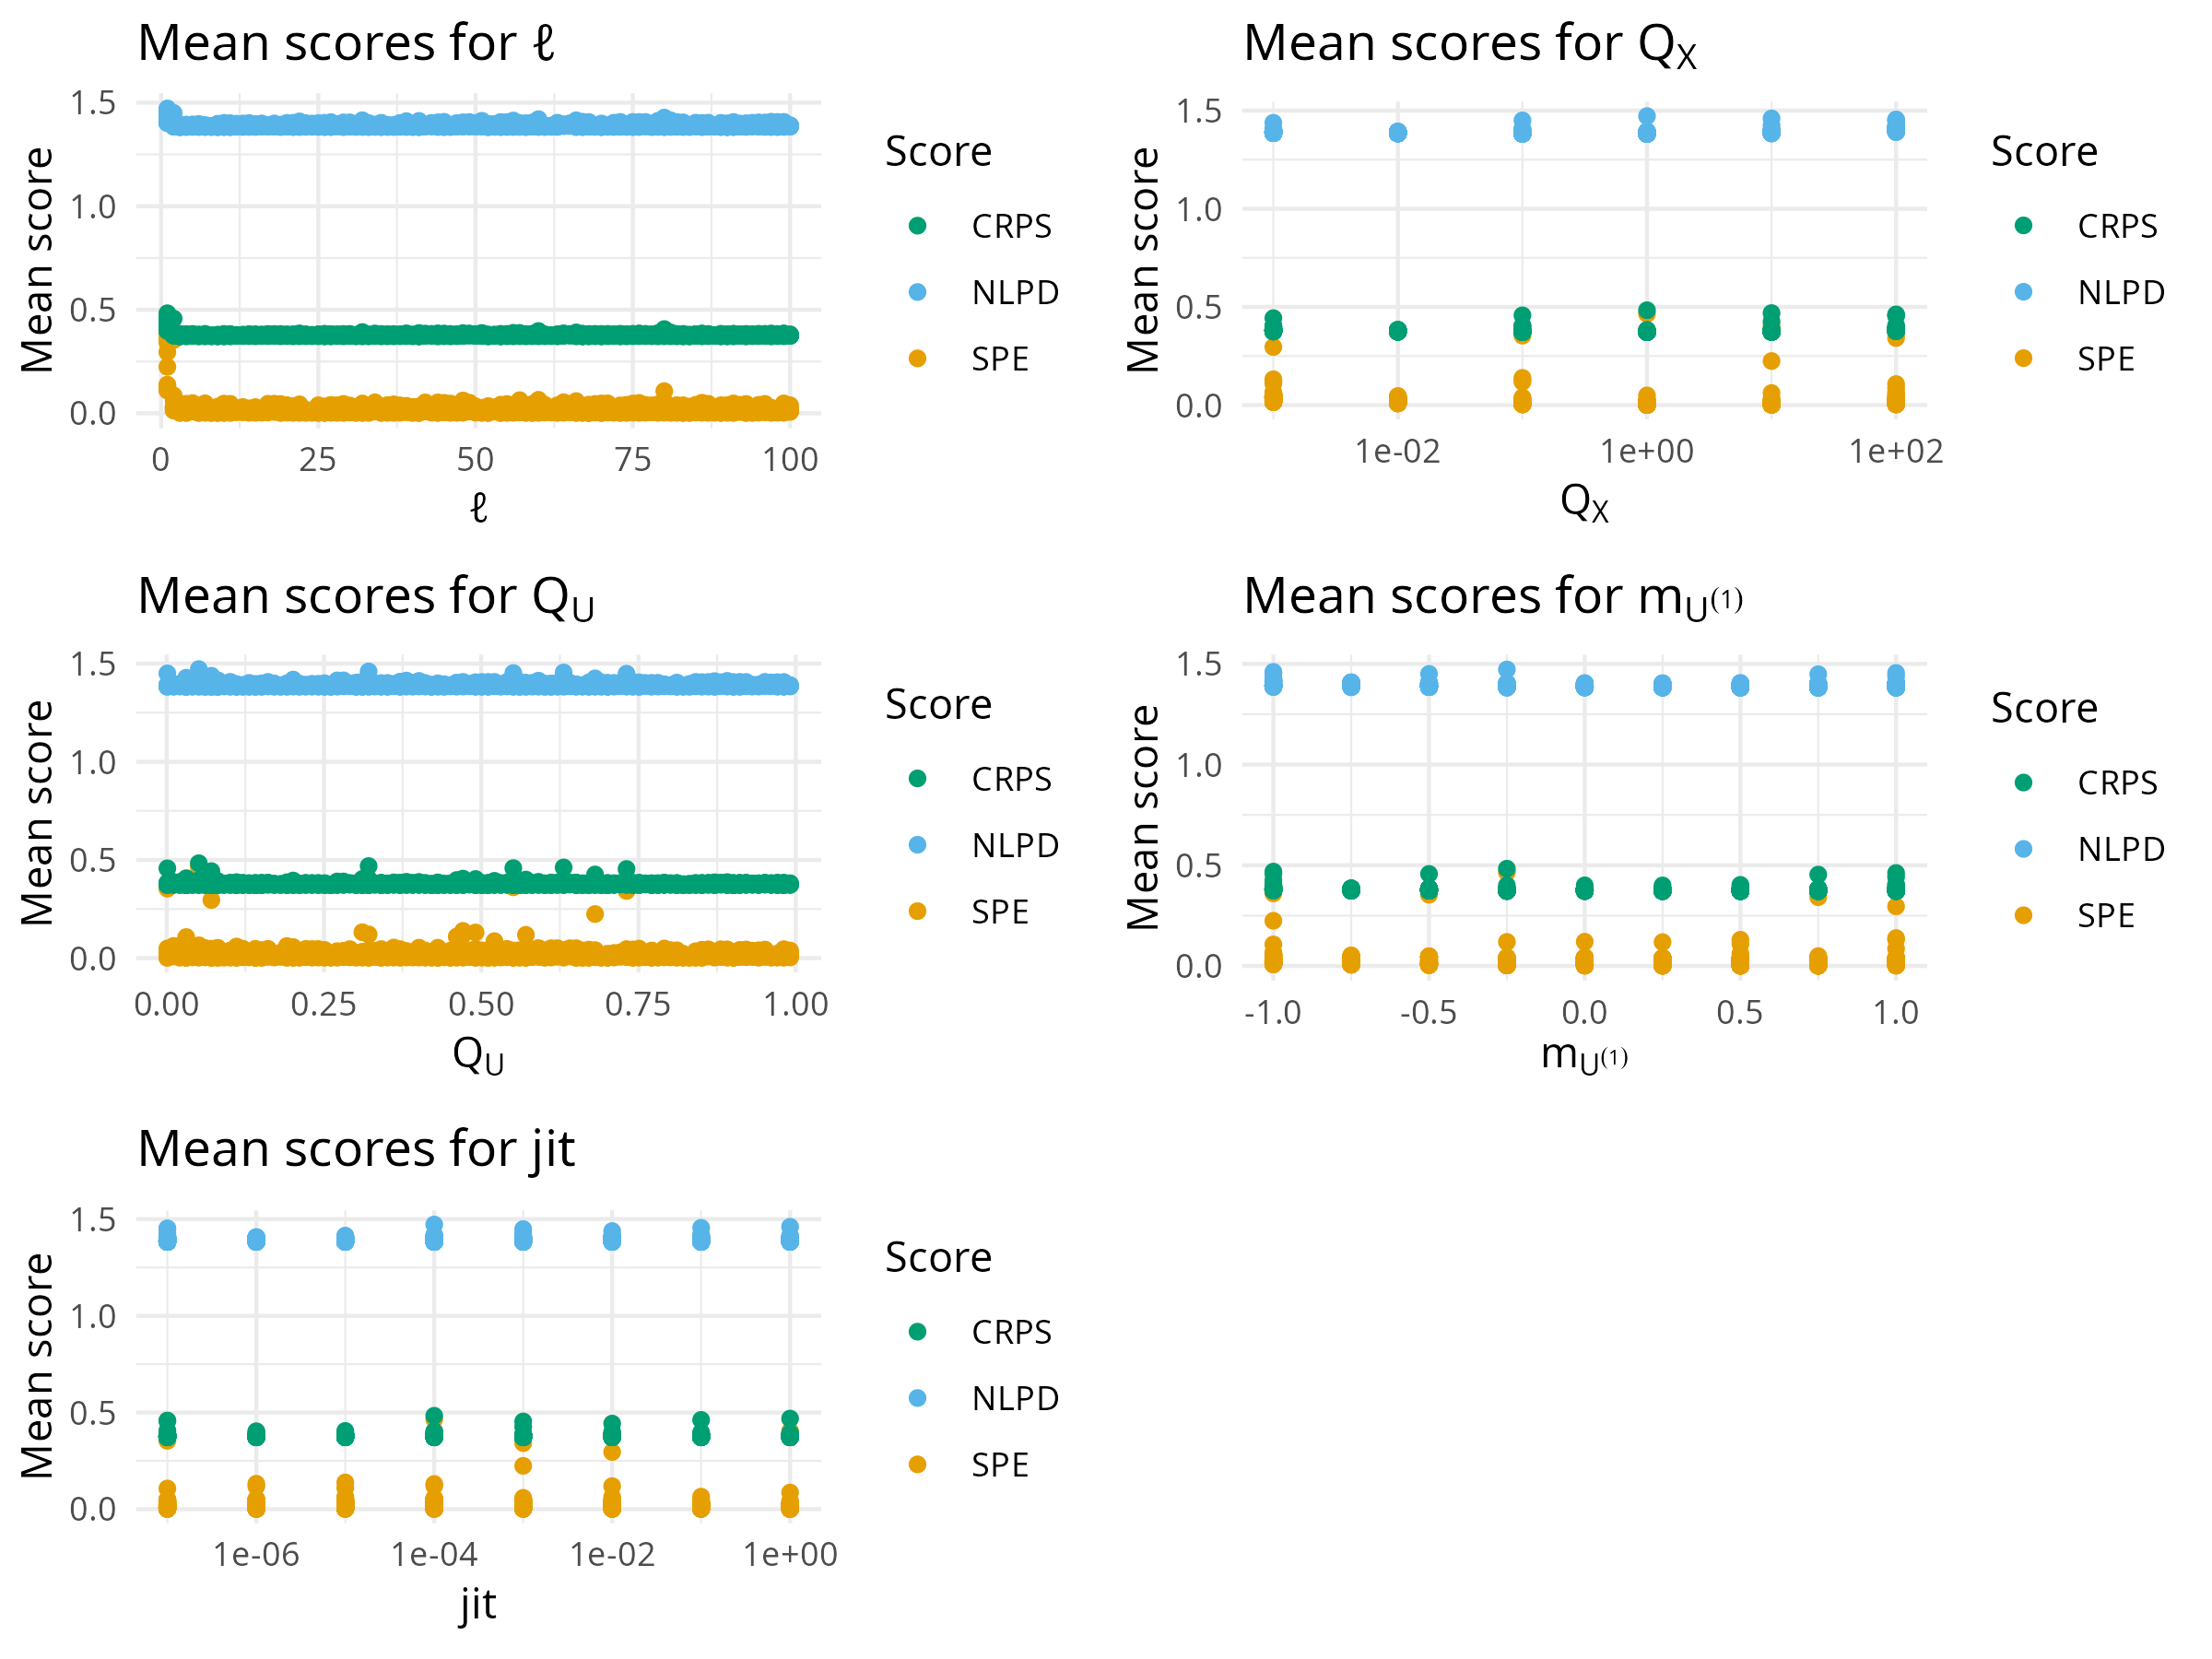 Mean scores for ℓ
Mean score
1.5
1.0
0.5
0.0
0 25 50 75 100
ℓ
Score
CRPS
NLPD
SPE
Mean scores for Q_X
Mean score
1.5
1.0
0.5
0.0
1e-02 1e+00 1e+02
Q_X
Score
CRPS
NLPD
SPE
Mean scores for Q_U
Mean score
1.5
1.0
0.5
0.0
0.00 0.25 0.50 0.75 1.00
Q_U
Score
CRPS
NLPD
SPE
Mean scores for m_U(1)
Mean score
1.5
1.0
0.5
0.0
-1.0 -0.5 0.0 0.5 1.0
m_U(1)
Score
CRPS
NLPD
SPE
Mean scores for jit
Mean score
1.5
1.0
0.5
0.0
1e-06 1e-04 1e-02 1e+00
jit
Score
CRPS
NLPD
SPE